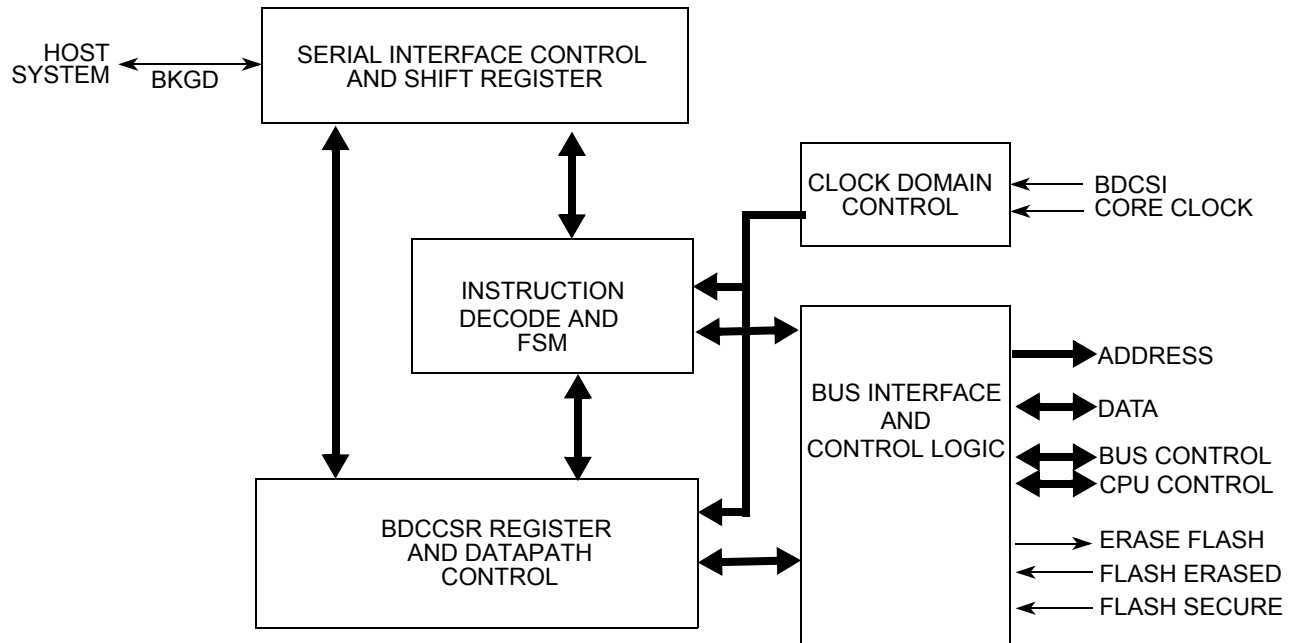 HOST
SYSTEM
BKGD
SERIAL INTERFACE CONTROL
AND SHIFT REGISTER
CLOCK DOMAIN
CONTROL
BDCSI
CORE CLOCK
INSTRUCTION
DECODE AND
FSM
BUS INTERFACE
AND
CONTROL LOGIC
ADDRESS
DATA
BUS CONTROL
CPU CONTROL
ERASE FLASH
FLASH ERASED
FLASH SECURE
BDCCSR REGISTER
AND DATAPATH
CONTROL